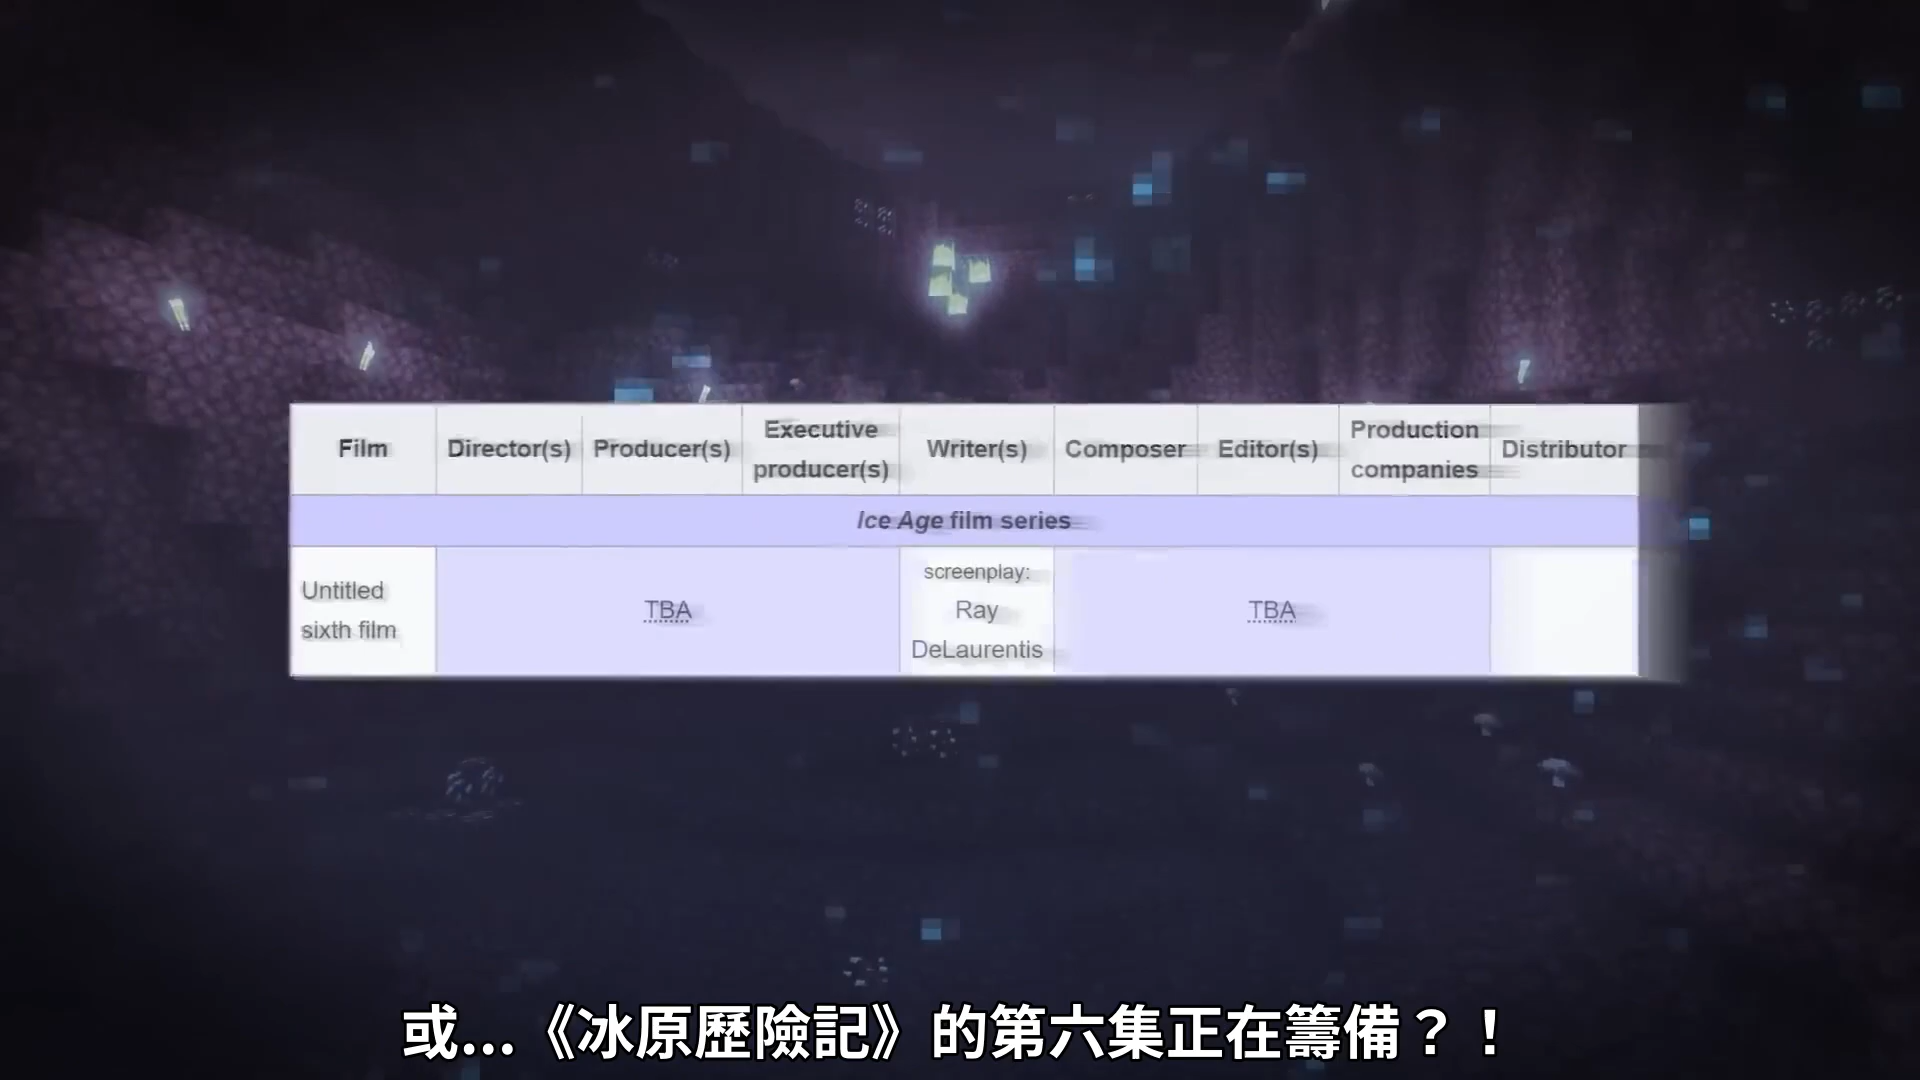 Film Director(s) Producer(s) Executive producer(s) Writer(s) Composer Editor(s) Production companies Distributor
Ice Age film series
Untitled sixth film TBA screenplay: Ray DeLaurentis TBA
或...《冰原歷險記》的第六集正在籌備？！